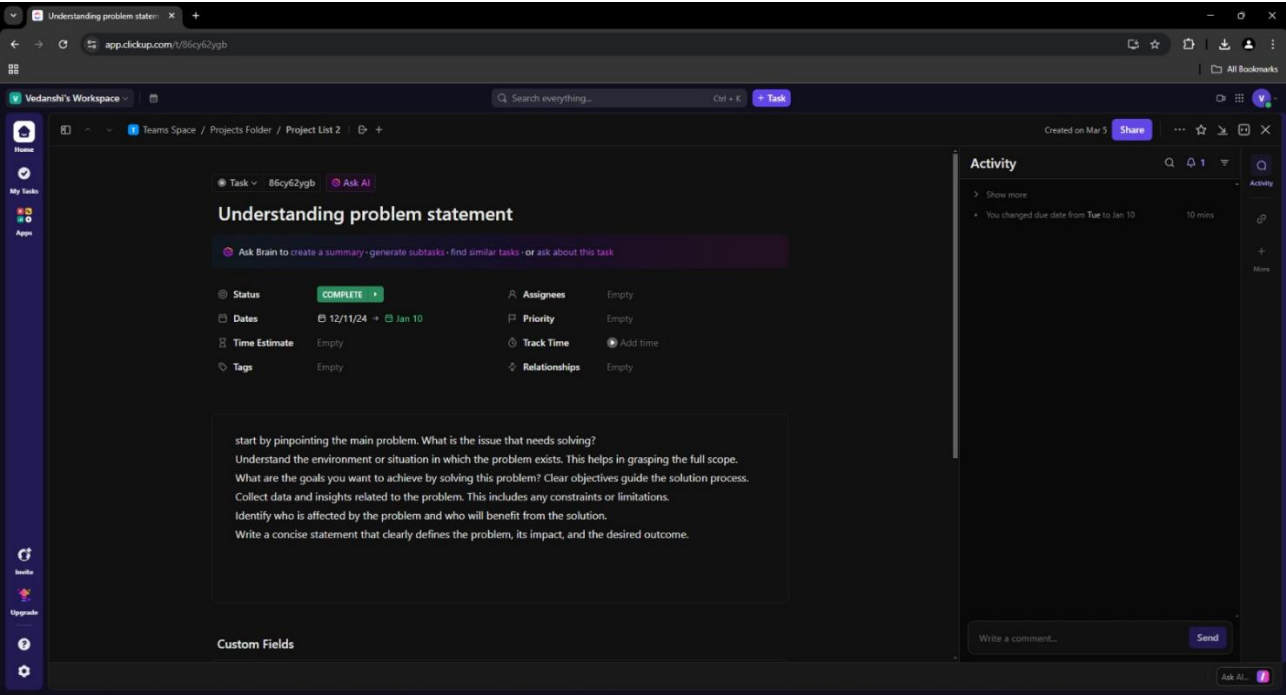 Understanding problem statem
app.clickup.com/t/86cy62ygb
All Bookmarks
V Vedanshi's Workspace
Search everything...
Ctrl + K
+ Task
V
Home
My Tasks
Apps
Invite
Upgrade
T Teams Space / Projects Folder / Project List 2
Created on Mar 5
Share
Task
86cy62ygb
Ask AI
Understanding problem statement
Ask Brain to create a summary · generate subtasks · find similar tasks · or ask about this task
Status
COMPLETE
Assignees
Empty
Dates
12/11/24 → Jan 10
Priority
Empty
Time Estimate
Empty
Track Time
Add time
Tags
Empty
Relationships
Empty
start by pinpointing the main problem. What is the issue that needs solving?
Understand the environment or situation in which the problem exists. This helps in grasping the full scope.
What are the goals you want to achieve by solving this problem? Clear objectives guide the solution process.
Collect data and insights related to the problem. This includes any constraints or limitations.
Identify who is affected by the problem and who will benefit from the solution.
Write a concise statement that clearly defines the problem, its impact, and the desired outcome.
Custom Fields
Activity
1
Show more
You changed due date from Tue to Jan 10
10 mins
Write a comment...
Send
Activity
More
Ask AI...